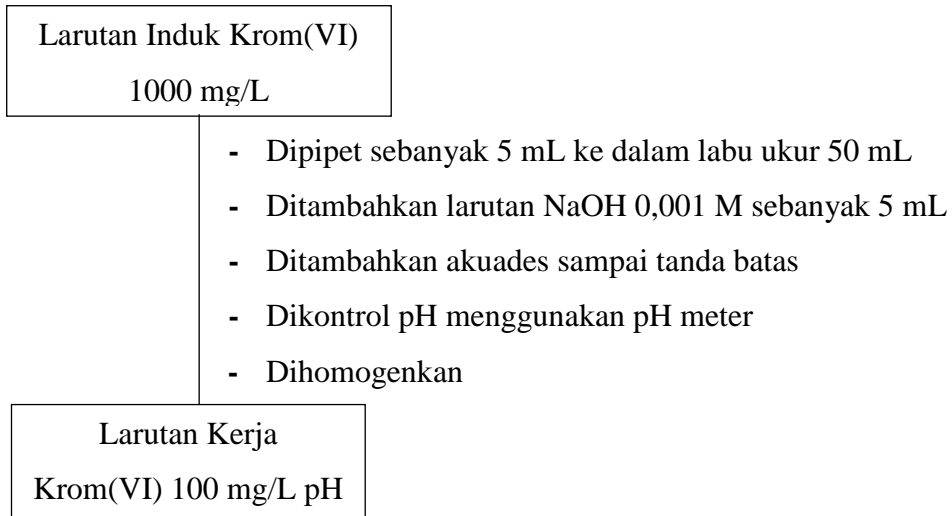 Larutan Induk Krom(VI)
1000 mg/L
- Dipipet sebanyak 5 mL ke dalam labu ukur 50 mL
- Ditambahkan larutan NaOH 0,001 M sebanyak 5 mL
- Ditambahkan akuades sampai tanda batas
- Dikontrol pH menggunakan pH meter
- Dihomogenkan
Larutan Kerja
Krom(VI) 100 mg/L pH